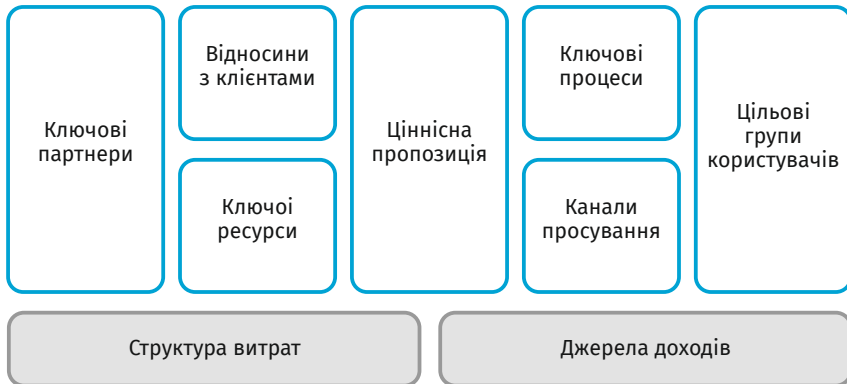 Ключові
партнери
Відносини
з клієнтами
Ключоі
ресурси
Ціннісна
пропозиція
Ключові
процеси
Канали
просування
Цільові
групи
користувачів
Структура витрат
Джерела доходів